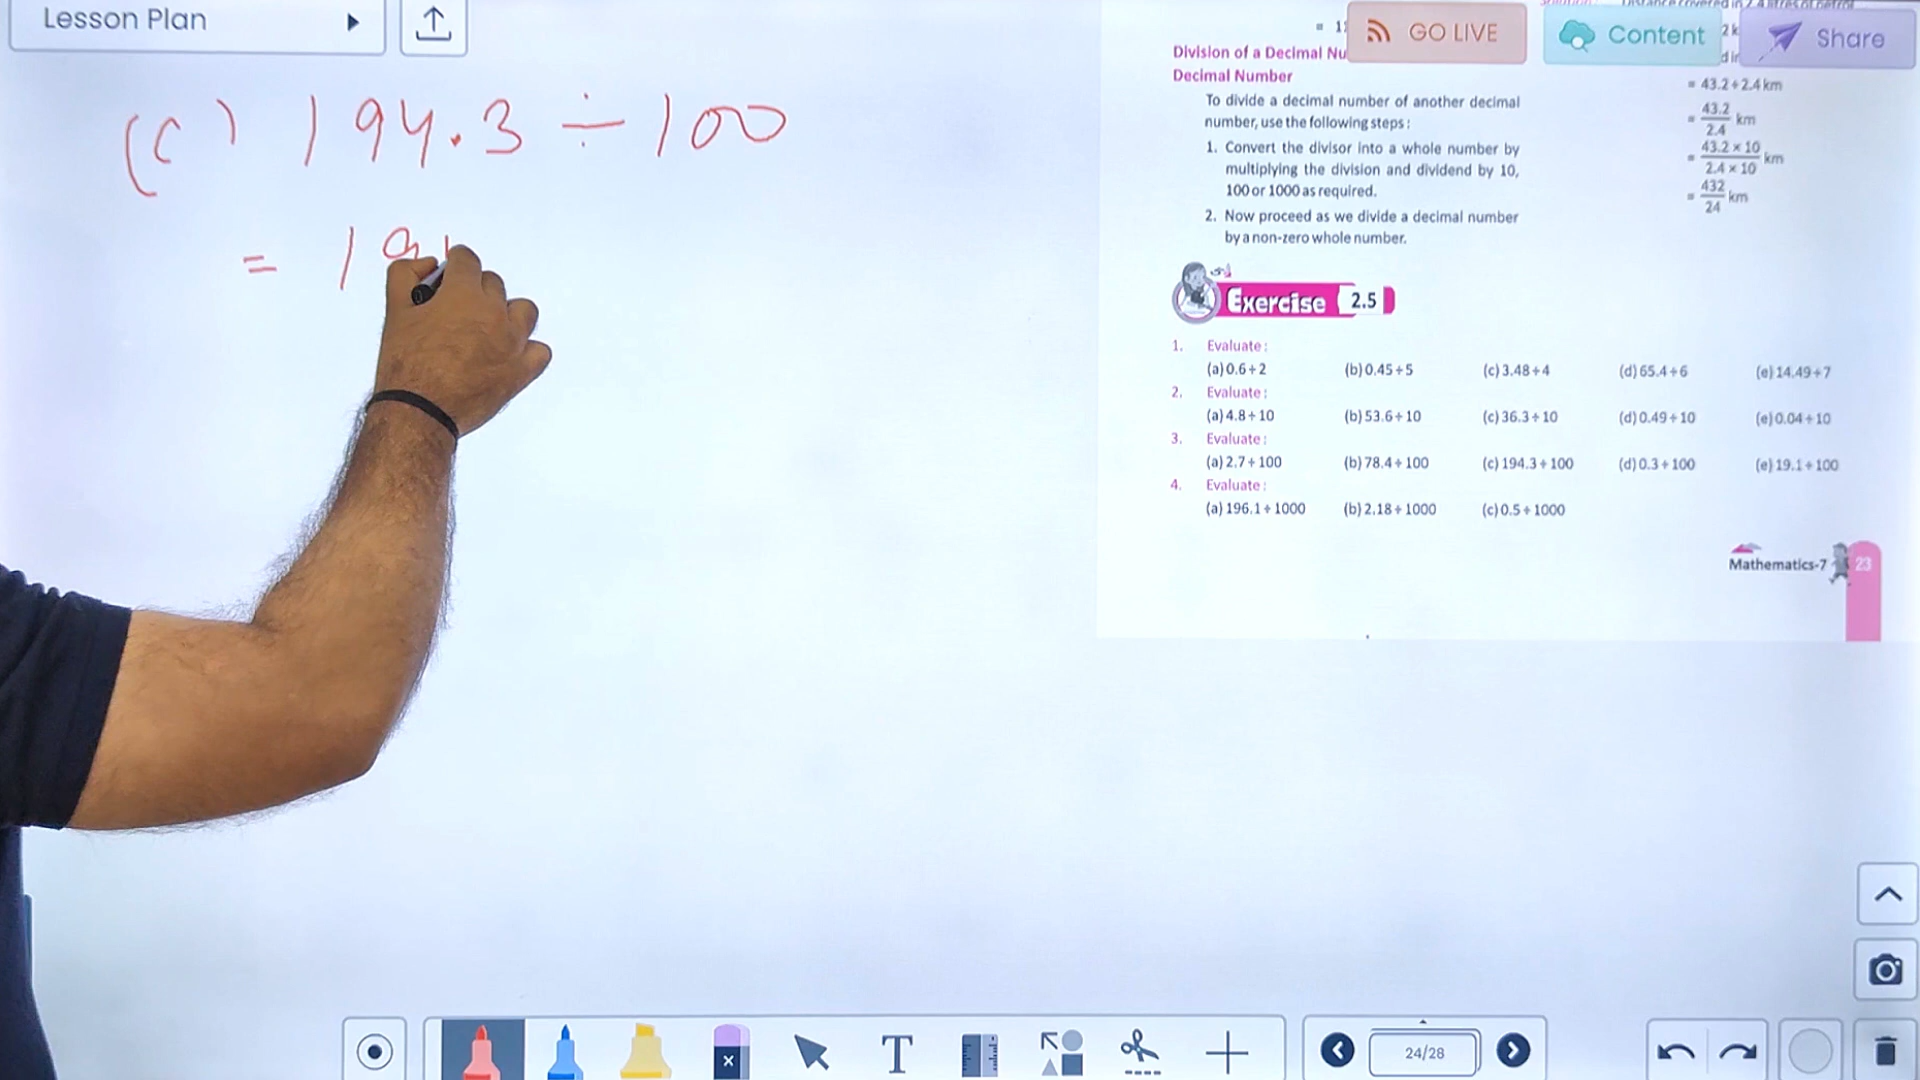 Lesson Plan
(c) 194.3 ÷ 100
= 19
GO LIVE
Content
Share
Division of a Decimal Nu
Decimal Number
To divide a decimal number of another decimal
number, use the following steps :
1. Convert the divisor into a whole number by
multiplying the division and dividend by 10,
100 or 1000 as required.
2. Now proceed as we divide a decimal number
by a non-zero whole number.
= 43.2 ÷ 2.4 km
= 43.2/2.4 km
= 43.2 × 10/2.4 × 10 km
= 432/24 km
Exercise 2.5
1. Evaluate :
(a) 0.6 ÷ 2 (b) 0.45 ÷ 5 (c) 3.48 ÷ 4 (d) 65.4 ÷ 6 (e) 14.49 ÷ 7
2. Evaluate :
(a) 4.8 ÷ 10 (b) 53.6 ÷ 10 (c) 36.3 ÷ 10 (d) 0.49 ÷ 10 (e) 0.04 ÷ 10
3. Evaluate :
(a) 2.7 ÷ 100 (b) 78.4 ÷ 100 (c) 194.3 ÷ 100 (d) 0.3 ÷ 100 (e) 19.1 ÷ 100
4. Evaluate :
(a) 196.1 ÷ 1000 (b) 2.18 ÷ 1000 (c) 0.5 ÷ 1000
Mathematics-7 23
T
24/28